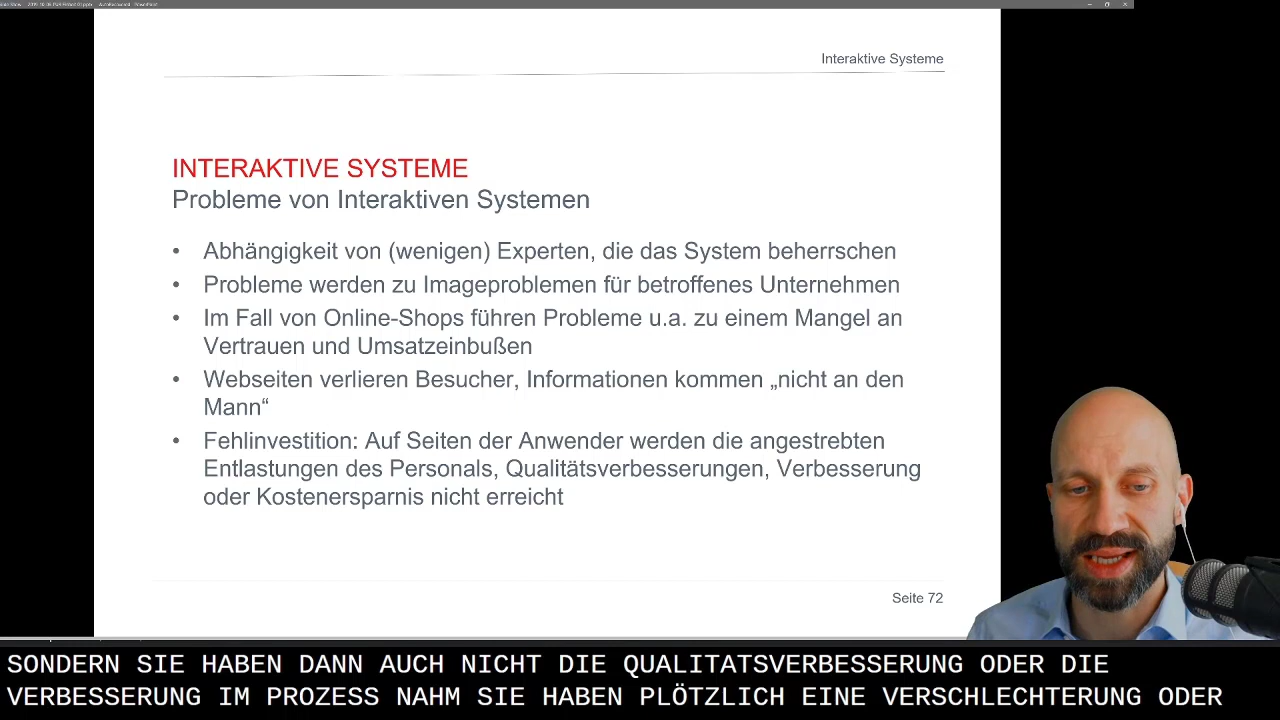 Interaktive Systeme
INTERAKTIVE SYSTEME
Probleme von Interaktiven Systemen
• Abhängigkeit von (wenigen) Experten, die das System beherrschen
• Probleme werden zu Imageproblemen für betroffenes Unternehmen
• Im Fall von Online-Shops führen Probleme u.a. zu einem Mangel an
Vertrauen und Umsatzeinbußen
• Webseiten verlieren Besucher, Informationen kommen „nicht an den
Mann“
• Fehlinvestition: Auf Seiten der Anwender werden die angestrebten
Entlastungen des Personals, Qualitätsverbesserungen, Verbesserung
oder Kostenersparnis nicht erreicht
Seite 72
SONDERN SIE HABEN DANN AUCH NICHT DIE QUALITATSVERBESSERUNG ODER DIE
VERBESSERUNG IM PROZESS NAHM SIE HABEN PLÖTZLICH EINE VERSCHLECHTERUNG ODER